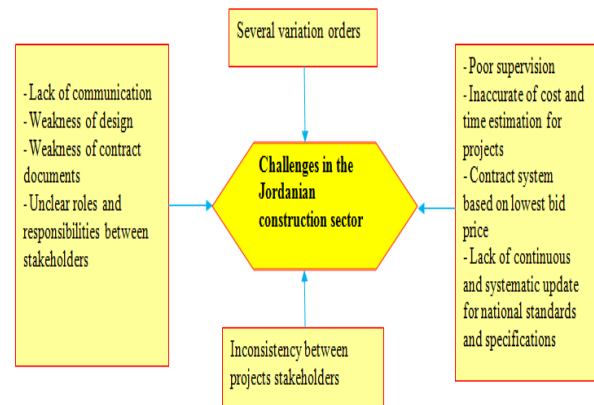 Several variation orders
- Lack of communication
- Weakness of design
- Weakness of contract
documents
- Unclear roles and
responsibilities between
stakeholders
Challenges in the
Jordanian
construction sector
- Poor supervision
- Inaccurate of cost and
time estimation for
projects
- Contract system
based on lowest bid
price
- Lack of continuous
and systematic update
for national standards
and specifications
Inconsistency between
projects stakeholders